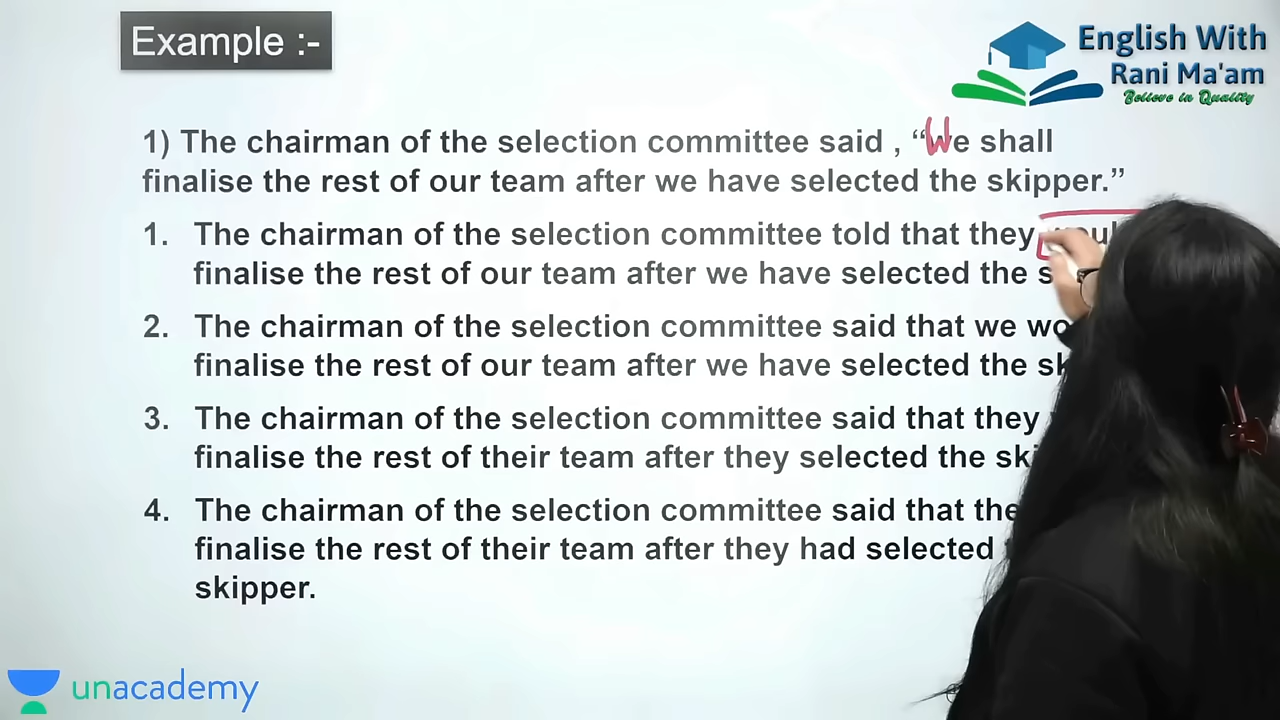 Example :-
English With
Rani Ma'am
Believe in Quality
1) The chairman of the selection committee said , “We shall
finalise the rest of our team after we have selected the skipper.”
1. The chairman of the selection committee told that they
finalise the rest of our team after we have selected the
2. The chairman of the selection committee said that we
finalise the rest of our team after we have selected the
3. The chairman of the selection committee said that they
finalise the rest of their team after they selected the
4. The chairman of the selection committee said that
finalise the rest of their team after they had selected
skipper.
unacademy